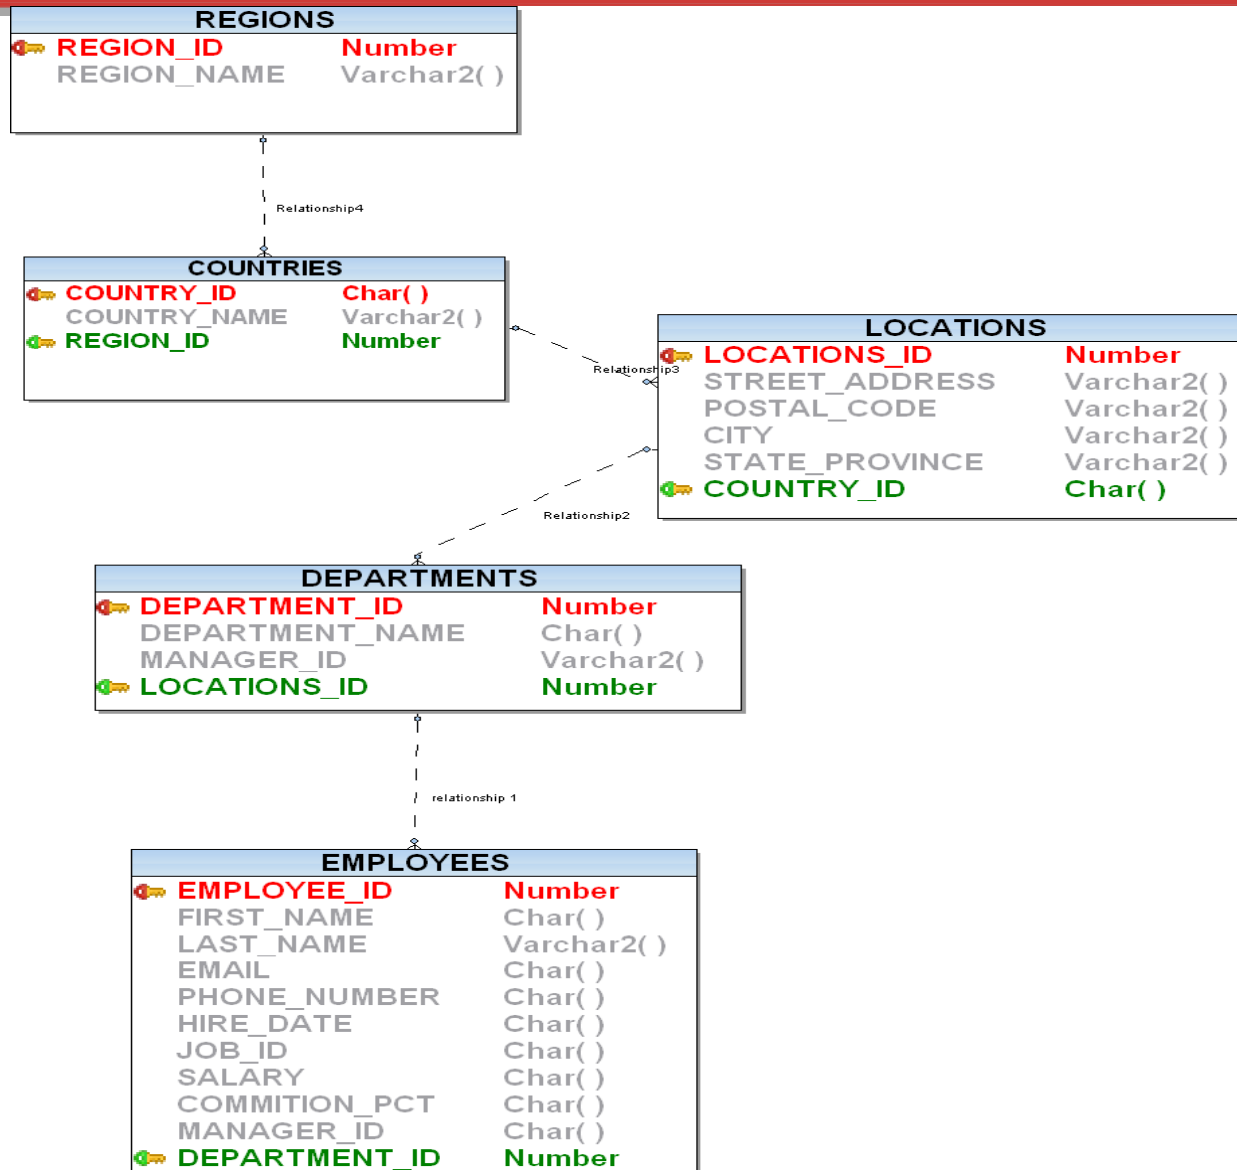 REGIONS
REGION_ID Number
REGION_NAME Varchar2( )
Relationship4
COUNTRIES
COUNTRY_ID Char( )
COUNTRY_NAME Varchar2( )
REGION_ID Number
Relationship3
LOCATIONS
LOCATIONS_ID Number
STREET_ADDRESS Varchar2( )
POSTAL_CODE Varchar2( )
CITY Varchar2( )
STATE_PROVINCE Varchar2( )
COUNTRY_ID Char( )
Relationship2
DEPARTMENTS
DEPARTMENT_ID Number
DEPARTMENT_NAME Char( )
MANAGER_ID Varchar2( )
LOCATIONS_ID Number
relationship 1
EMPLOYEES
EMPLOYEE_ID Number
FIRST_NAME Char( )
LAST_NAME Varchar2( )
EMAIL Char( )
PHONE_NUMBER Char( )
HIRE_DATE Char( )
JOB_ID Char( )
SALARY Char( )
COMMITION_PCT Char( )
MANAGER_ID Char( )
DEPARTMENT_ID Number